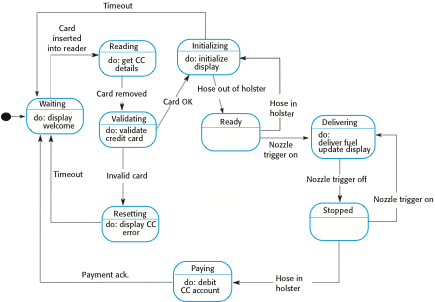 Timeout
Card
inserted
into reader
Reading
do: get CC
details
Initializing
do: initialize
display
Card removed
Hose out of holster
Card OK
Hose in
holster
Waiting
do: display
welcome
Validating
do: validate
credit card
Ready
Delivering
do:
deliver fuel
update display
Nozzle
trigger on
Timeout
Invalid card
Nozzle trigger off
Nozzle trigger on
Resetting
do: display CC
error
Stopped
Payment ack.
Paying
do: debit
CC account
Hose in
holster